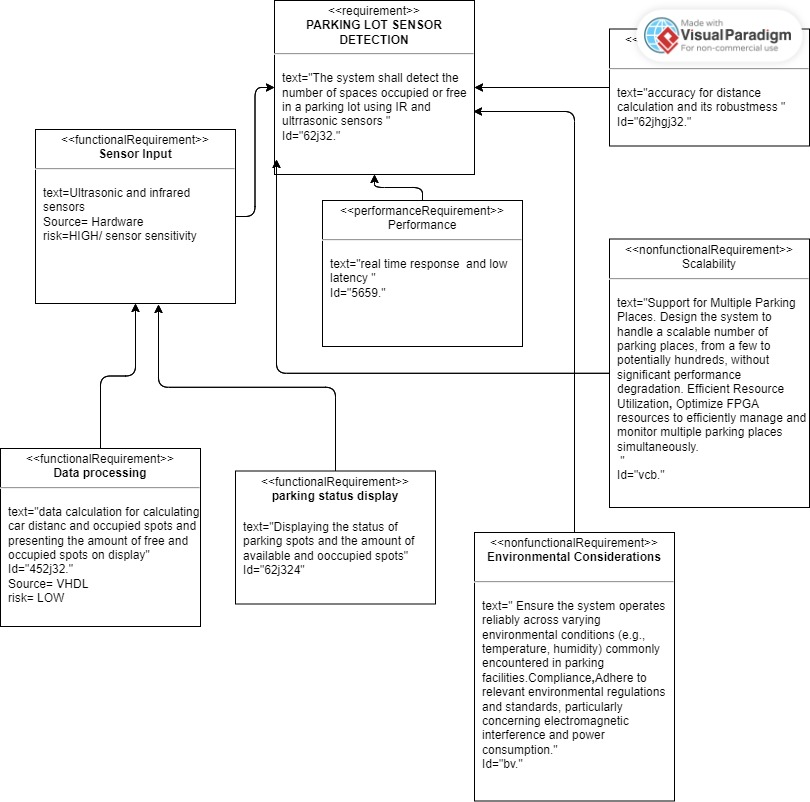 <<requirement>>
PARKING LOT SENSOR
DETECTION
text="The system shall detect the
number of spaces occupied or free
in a parking lot using IR and
ultrrasonic sensors "
Id="62j32."
Made with
VisualParadigm
For non-commercial use
<<
text="accuracy for distance
calculation and its robustmess "
Id="62jhgj32."
<<functionalRequirement>>
Sensor Input
text=Ultrasonic and infrared
sensors
Source= Hardware
risk=HIGH/ sensor sensitivity
<<performanceRequirement>>
Performance
text="real time response  and low
latency "
Id="5659."
<<nonfunctionalRequirement>>
Scalability
text="Support for Multiple Parking
Places. Design the system to
handle a scalable number of
parking places, from a few to
potentially hundreds, without
significant performance
degradation. Efficient Resource
Utilization, Optimize FPGA
resources to efficiently manage and
monitor multiple parking places
simultaneously.
"
Id="vcb."
<<functionalRequirement>>
Data processing
text="data calculation for calculating
car distanc and occupied spots and
presenting the amount of free and
occupied spots on display"
Id="452j32."
Source= VHDL
risk= LOW
<<functionalRequirement>>
parking status display
text="Displaying the status of
parking spots and the amount of
available and ooccupied spots"
Id="62j324"
<<nonfunctionalRequirement>>
Environmental Considerations
text=" Ensure the system operates
reliably across varying
environmental conditions (e.g.,
temperature, humidity) commonly
encountered in parking
facilities.Compliance,Adhere to
relevant environmental regulations
and standards, particularly
concerning electromagnetic
interference and power
consumption."
Id="bv."